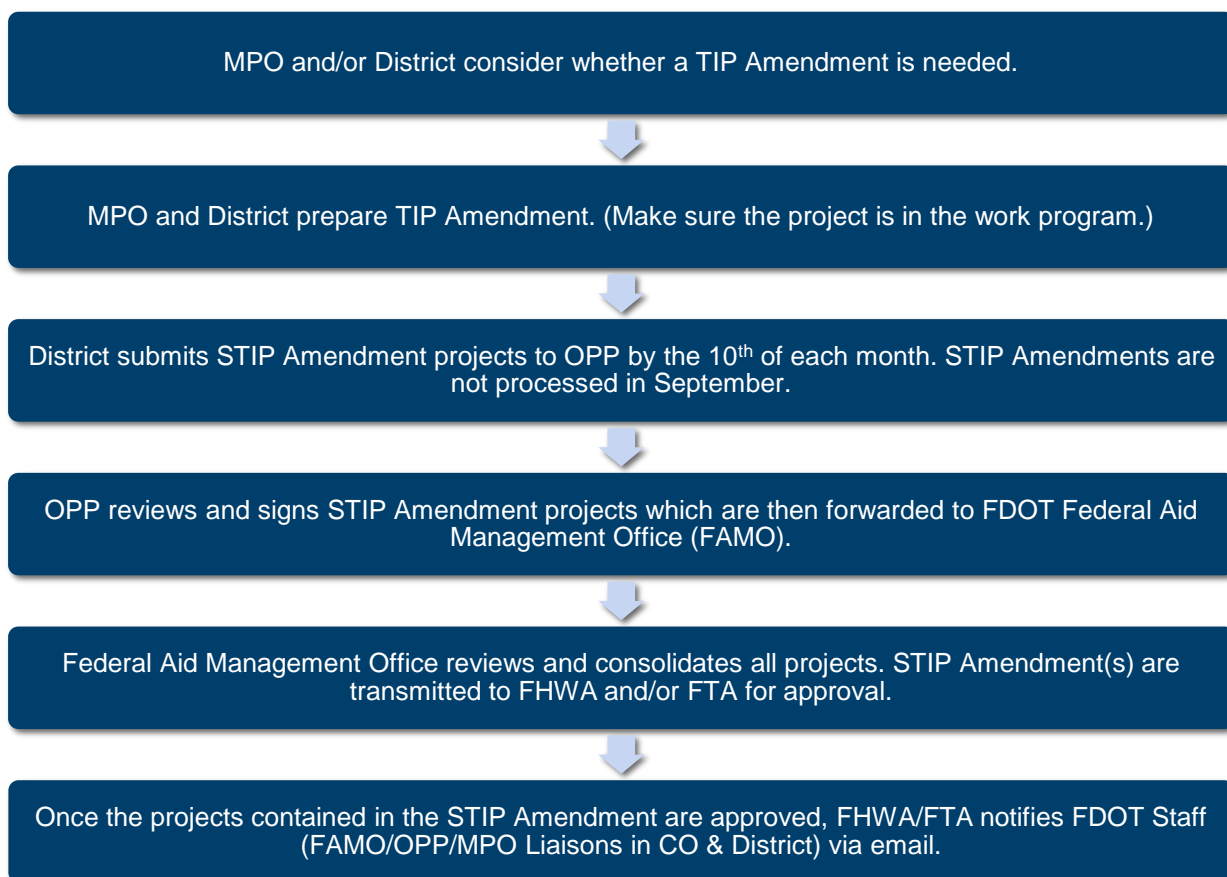 MPO and/or District consider whether a TIP Amendment is needed.
MPO and District prepare TIP Amendment. (Make sure the project is in the work program.)
District submits STIP Amendment projects to OPP by the 10th of each month. STIP Amendments are
not processed in September.
OPP reviews and signs STIP Amendment projects which are then forwarded to FDOT Federal Aid
Management Office (FAMO).
Federal Aid Management Office reviews and consolidates all projects. STIP Amendment(s) are
transmitted to FHWA and/or FTA for approval.
Once the projects contained in the STIP Amendment are approved, FHWA/FTA notifies FDOT Staff
(FAMO/OPP/MPO Liaisons in CO & District) via email.